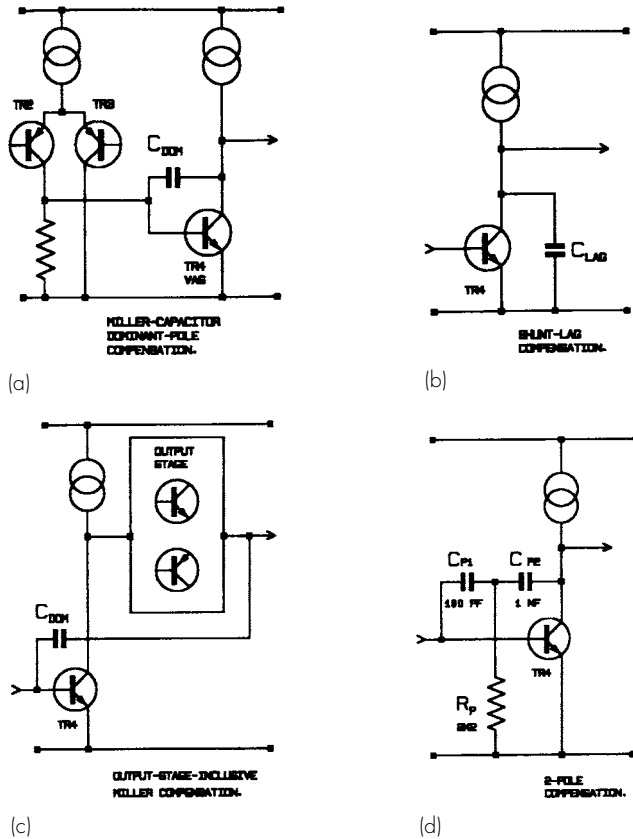 TR2
TR3
C DOM
TR4
VAS
MILLER-CAPACITOR
DOMINANT-POLE
COMPENSATION.
(a)
TR4
C LAG
SHUNT-LAG
COMPENSATION.
(b)
OUTPUT
STAGE
C DOM
TR4
OUTPUT-STAGE-INCLUSIVE
MILLER COMPENSATION.
(c)
C P1
C P2
100 PF
1 NF
TR4
R P
2K2
2-POLE
COMPENSATION.
(d)